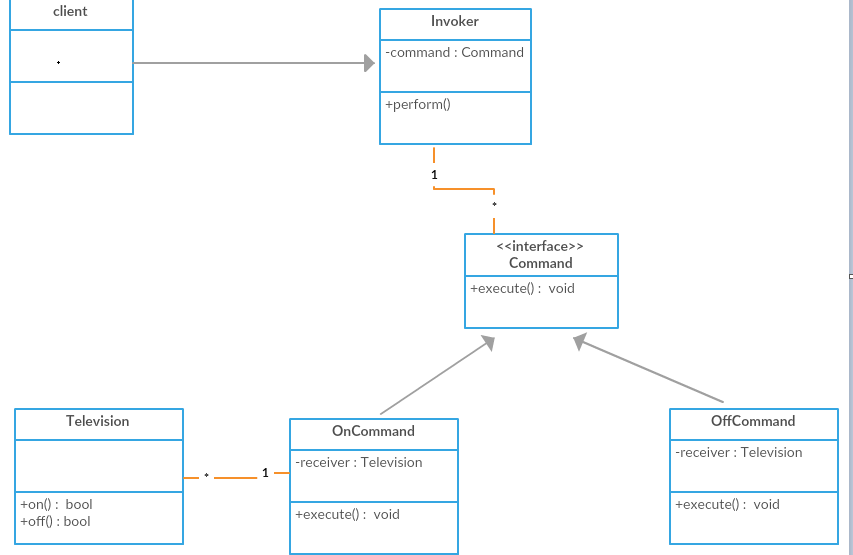 client
Invoker
-command : Command
+perform()
1
*
<<interface>>
Command
+execute() : void
Television
+on() : bool
+off() : bool
*
1
OnCommand
-receiver : Television
+execute() : void
OffCommand
-receiver : Television
+execute() : void